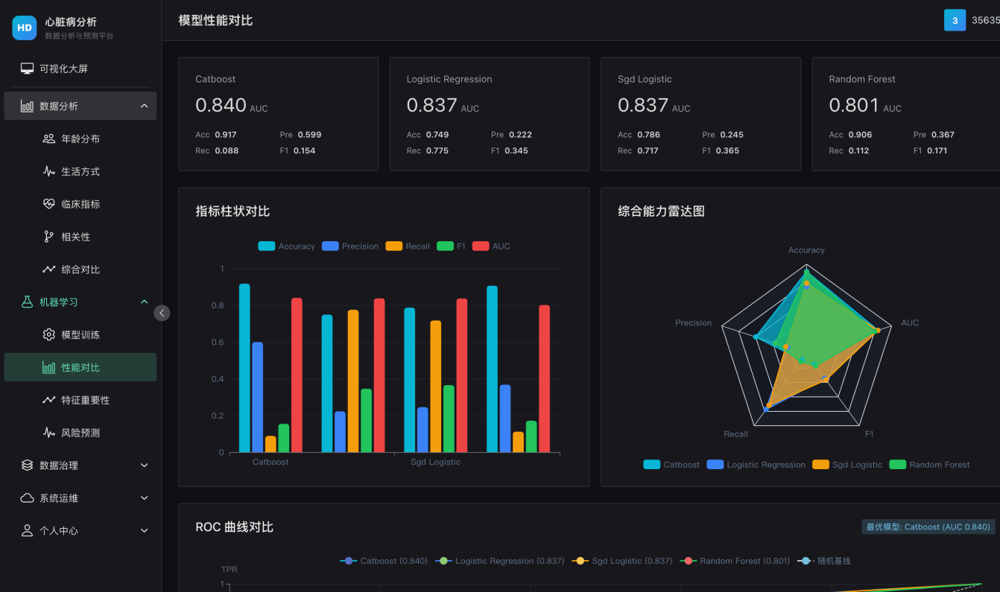 HD
心脏病分析
数据分析与预测平台
可视化大屏
数据分析
年龄分布
生活方式
临床指标
相关性
综合对比
机器学习
模型训练
性能对比
特征重要性
风险预测
数据治理
系统运维
个人中心
模型性能对比
3 35635
Catboost
0.840 AUC
Acc 0.917 Pre 0.599
Rec 0.088 F1 0.154
Logistic Regression
0.837 AUC
Acc 0.749 Pre 0.222
Rec 0.775 F1 0.345
Sgd Logistic
0.837 AUC
Acc 0.786 Pre 0.245
Rec 0.717 F1 0.365
Random Forest
0.801 AUC
Acc 0.906 Pre 0.367
Rec 0.112 F1 0.171
指标柱状对比
Accuracy Precision Recall F1 AUC
1
0.8
0.6
0.4
0.2
0
Catboost Sgd Logistic
综合能力雷达图
Accuracy
Precision AUC
Recall F1
Catboost Logistic Regression Sgd Logistic Random Forest
ROC 曲线对比
最优模型: Catboost (AUC 0.840)
Catboost (0.840) Logistic Regression (0.837) Sgd Logistic (0.837) Random Forest (0.801) 随机基线
TPR
1